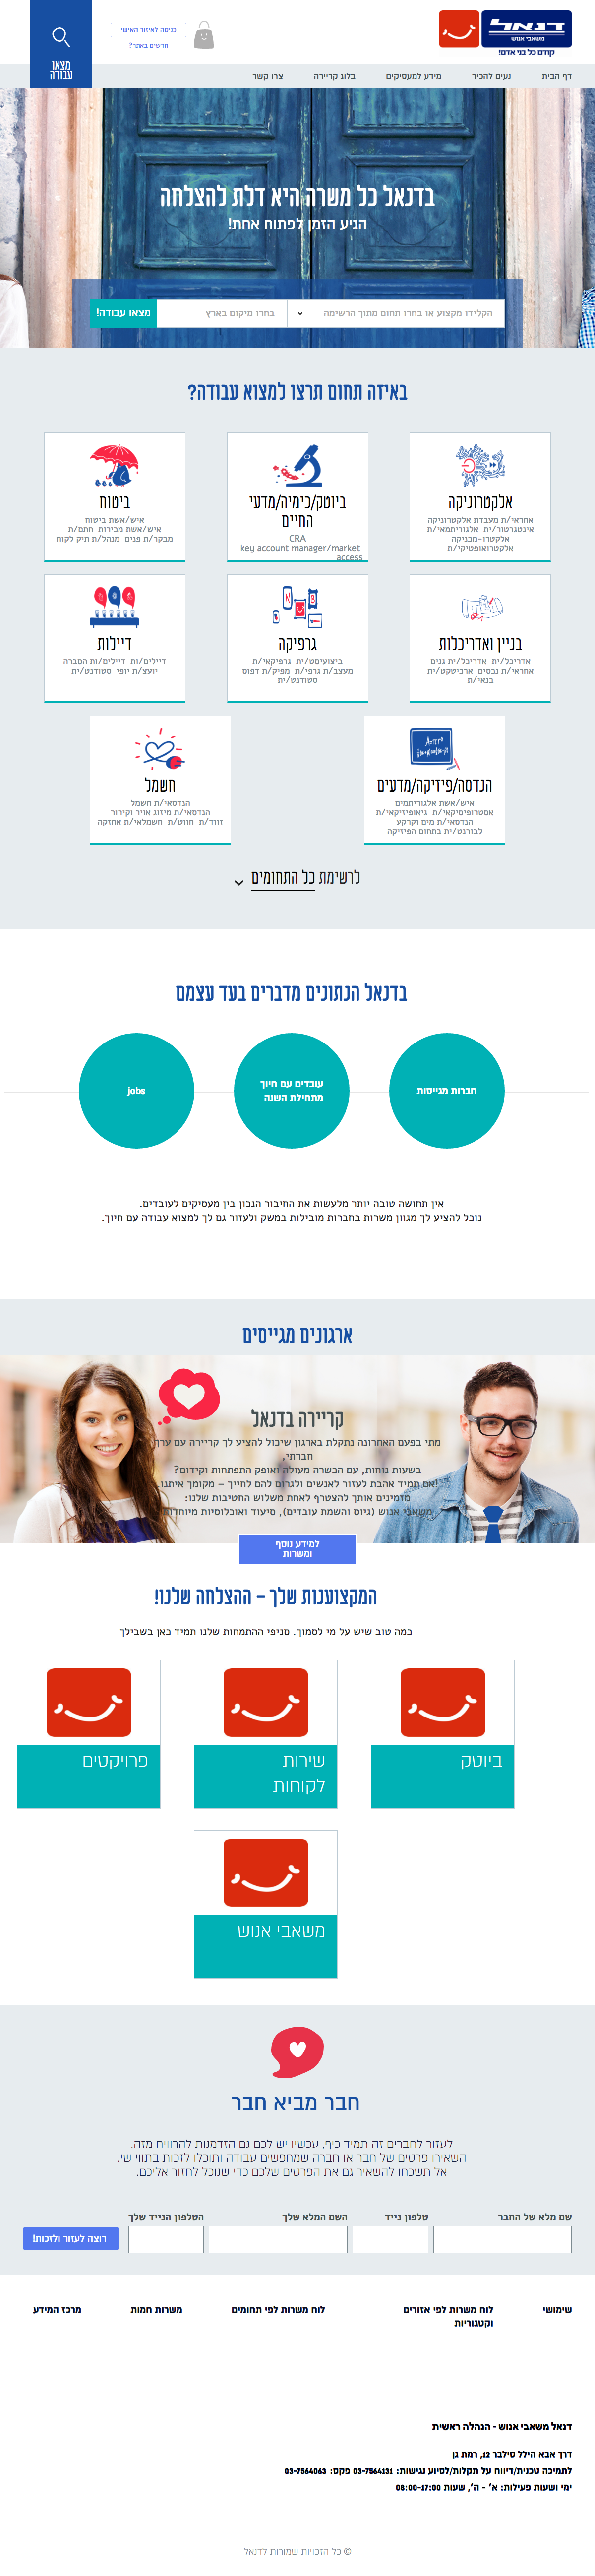 דנאל
משאבי אנוש
קודם כל בני אדם!
כניסה לאיזור האישי
חדשים באתר?
מצאו
עבודה
דף הבית
נעים להכיר
מידע למעסיקים
בלוג קריירה
צרו קשר
בדנאל כל משרה היא דלת להצלחה
הגיע הזמן לפתוח אחת!
הקלידו מקצוע או בחרו תחום מתוך הרשימה
בחרו מיקום בארץ
מצאו עבודה!
באיזה תחום תרצו למצוא עבודה?
אלקטרוניקה
אחראי/ת מעבדת אלקטרוניקה
אינטגרטור/ית אלגוריתמאי/ת
אלקטרו-מכניקה
אלקטרואופטיקי/ת
ביוטק/כימיה/מדעי
החיים
CRA
key account manager/market
access
ביטוח
איש/אשת ביטוח
איש/אשת מכירות חתם/ת
מבקר/ת פנים מנהל/ת תיק לקוח
בניין ואדריכלות
אדריכל/ית אדריכל/ית גנים
אחראי/ת נכסים ארכיטקט/ית
בנאי/ת
גרפיקה
ביצועיסט/ית גרפיקאי/ת
מעצב/ת גרפי/ת מפיק/ת דפוס
סטודנט/ית
דיילות
דיילים/ות דיילים/ות הסברה
יועצ/ת יופי סטודנט/ית
הנדסה/פיזיקה/מדעים
איש/אשת אלגוריתמים
אסטרופיסיקאי/ת גיאופיזיקאי/ת
הנדסאי/ת מים וקרקע
לבורנט/ית בתחום הפיזיקה
חשמל
הנדסאי/ת חשמל
הנדסאי/ת מיזוג אויר וקירור
זווד/ת חווט/ת חשמלאי/ת אחזקה
לרשימת כל התחומים
בדנאל הנתונים מדברים בעד עצמם
חברות מגייסות
עובדים עם חיוך
מתחילת השנה
jobs
אין תחושה טובה יותר מלעשות את החיבור הנכון בין מעסיקים לעובדים.
נוכל להציע לך מגוון משרות בחברות מובילות במשק ולעזור גם לך למצוא עבודה עם חיוך.
ארגונים מגייסים
קריירה בדנאל
מתי בפעם האחרונה נתקלת בארגון שיכול להציע לך קריירה עם ערך
חברתי,
בשעות נוחות, עם הכשרה מעולה ואופק התפתחות וקידום?
אם תמיד אהבת לעזור לאנשים ולגרום להם לחייך – מקומך איתנו!
מזמינים אותך להצטרף לאחת משלוש החטיבות שלנו:
משאבי אנוש (גיוס והשמת עובדים), סיעוד ואוכלוסיות מיוחדות
למידע נוסף
ומשרות
המקצוענות שלך – ההצלחה שלנו!
כמה טוב שיש על מי לסמוך. סניפי ההתמחות שלנו תמיד כאן בשבילך
ביוטק
שירות
לקוחות
פרויקטים
משאבי אנוש
חבר מביא חבר
לעזור לחברים זה תמיד כיף, עכשיו יש לכם גם הזדמנות להרוויח מזה.
השאירו פרטים של חבר או חברה שמחפשים עבודה ותוכלו לזכות בתווי שי.
אל תשכחו להשאיר גם את הפרטים שלכם כדי שנוכל לחזור אליכם.
שם מלא של החבר
טלפון נייד
השם המלא שלך
הטלפון הנייד שלך
רוצה לעזור ולזכות!
שימושי
לוח משרות לפי אזורים
וקטגוריות
לוח משרות לפי תחומים
משרות חמות
מרכז המידע
דנאל משאבי אנוש - הנהלה ראשית
דרך אבא הילל סילבר 12, רמת גן
לתמיכה טכנית/דיווח על תקלות/לסיוע נגישות: 03-7564131 פקס: 03-7564063
ימי ושעות פעילות: א' - ה', שעות 08:00-17:00
© כל הזכויות שמורות לדנאל